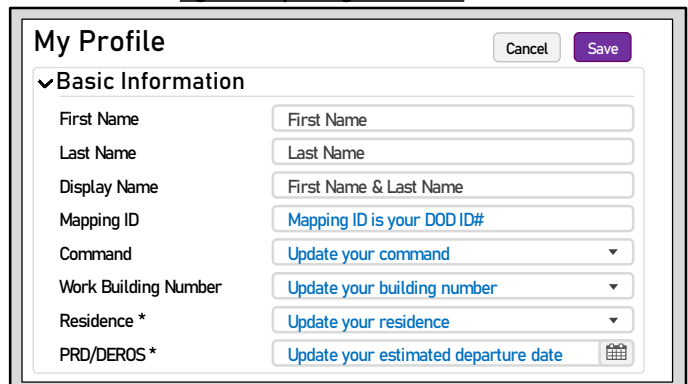 My Profile
Cancel
Save
Basic Information
First Name
First Name
Last Name
Last Name
Display Name
First Name & Last Name
Mapping ID
Mapping ID is your DOD ID#
Command
Update your command
Work Building Number
Update your building number
Residence *
Update your residence
PRD/DEROS *
Update your estimated departure date